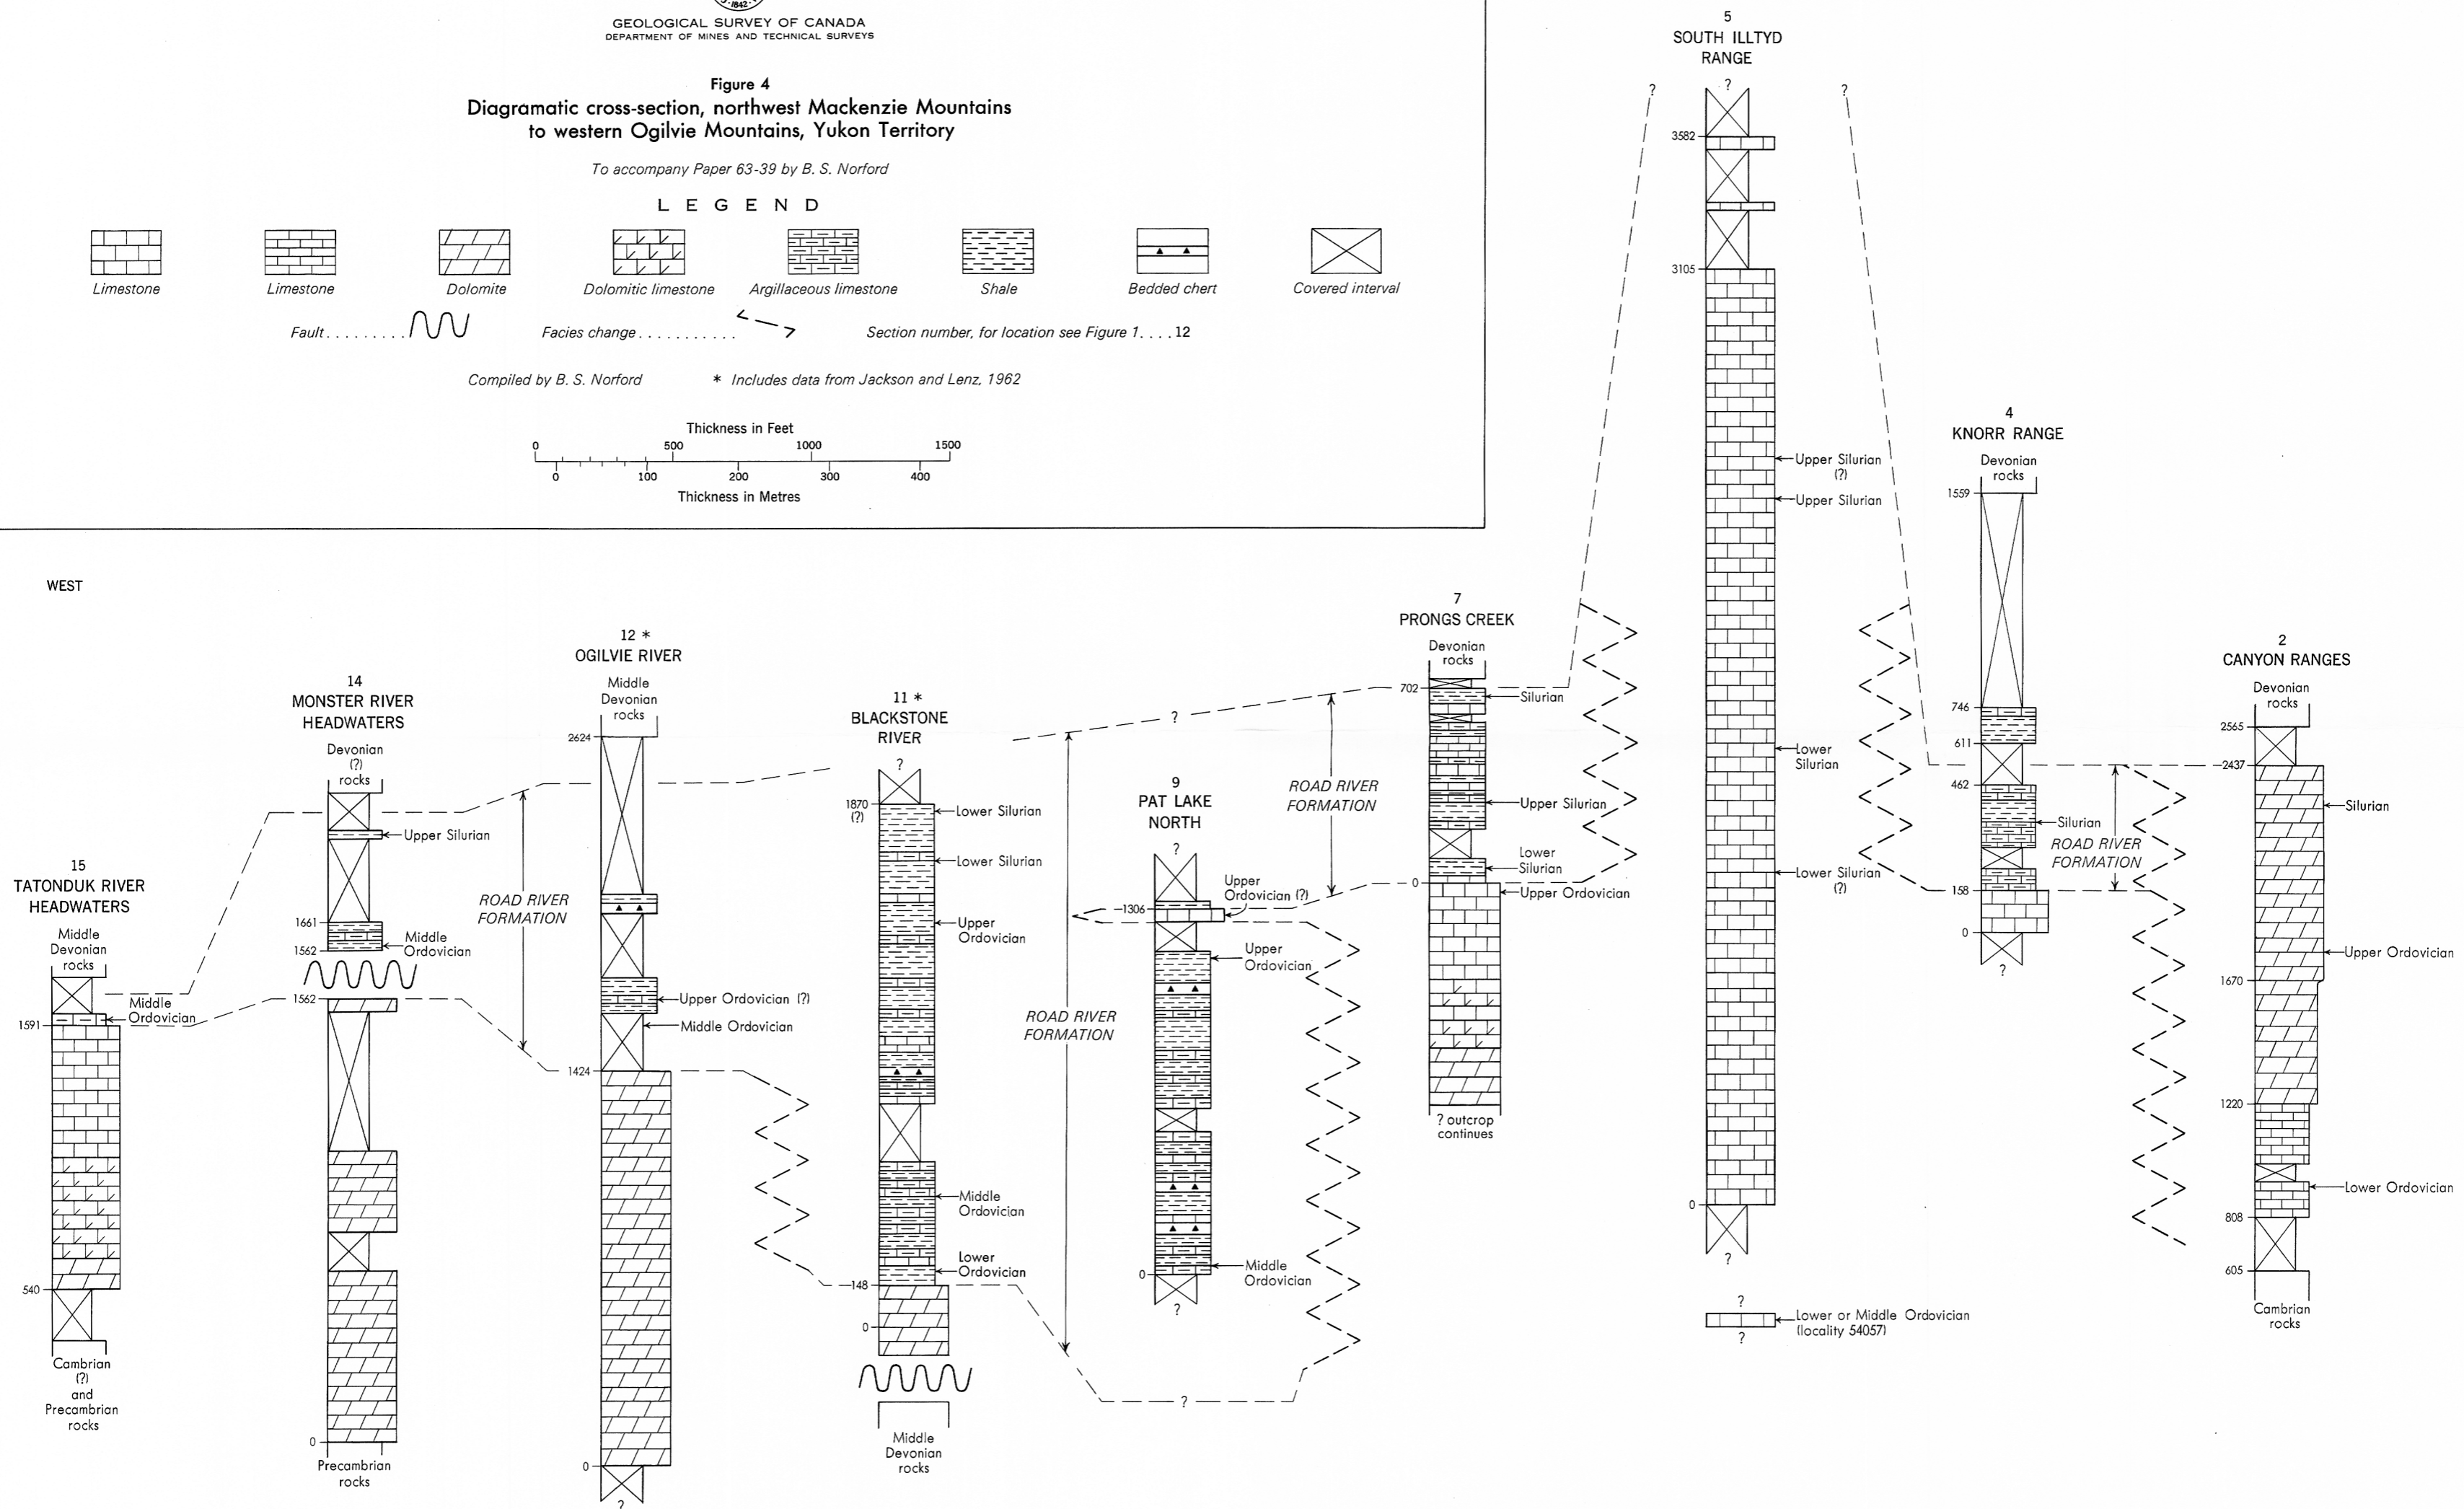 1842
GEOLOGICAL SURVEY OF CANADA
DEPARTMENT OF MINES AND TECHNICAL SURVEYS
Figure 4
Diagramatic cross-section, northwest Mackenzie Mountains
to western Ogilvie Mountains, Yukon Territory
To accompany Paper 63-39 by B. S. Norford
LEGEND
Limestone
Limestone
Dolomite
Dolomitic limestone
Argillaceous limestone
Shale
Bedded chert
Covered interval
Fault.........
Facies change...........
Section number, for location see Figure 1....12
Compiled by B. S. Norford
* Includes data from Jackson and Lenz, 1962
Thickness in Feet
0 500 1000 1500
0 100 200 300 400
Thickness in Metres
WEST
15
TATONDUK RIVER
HEADWATERS
Middle
Devonian
rocks
Middle
Ordovician
1591
540
Cambrian
(?)
and
Precambrian
rocks
14
MONSTER RIVER
HEADWATERS
Devonian
(?)
rocks
Upper Silurian
1661
Middle
Ordovician
1562
1562
0
Precambrian
rocks
12 *
OGILVIE RIVER
Middle
Devonian
rocks
2624
ROAD RIVER
FORMATION
Upper Ordovician (?)
Middle Ordovician
1424
0
?
11 *
BLACKSTONE
RIVER
?
1870
(?)
Lower Silurian
Lower Silurian
Upper
Ordovician
Middle
Ordovician
Lower
Ordovician
148
0
Middle
Devonian
rocks
?
ROAD RIVER
FORMATION
?
9
PAT LAKE
NORTH
?
Upper
Ordovician (?)
1306
Upper
Ordovician
Middle
Ordovician
0
?
ROAD RIVER
FORMATION
7
PRONGS CREEK
Devonian
rocks
702
Silurian
Upper Silurian
Lower
Silurian
0
Upper Ordovician
? outcrop
continues
5
SOUTH ILLTYD
RANGE
?
?
?
3582
3105
Upper Silurian
(?)
Upper Silurian
Lower
Silurian
Lower Silurian
(?)
0
?
?
Lower or Middle Ordovician
(locality 54057)
?
4
KNORR RANGE
Devonian
rocks
1559
746
611
462
Silurian
158
0
?
ROAD RIVER
FORMATION
2
CANYON RANGES
Devonian
rocks
2565
2437
Silurian
Upper Ordovician
1670
1220
Lower Ordovician
808
605
Cambrian
rocks